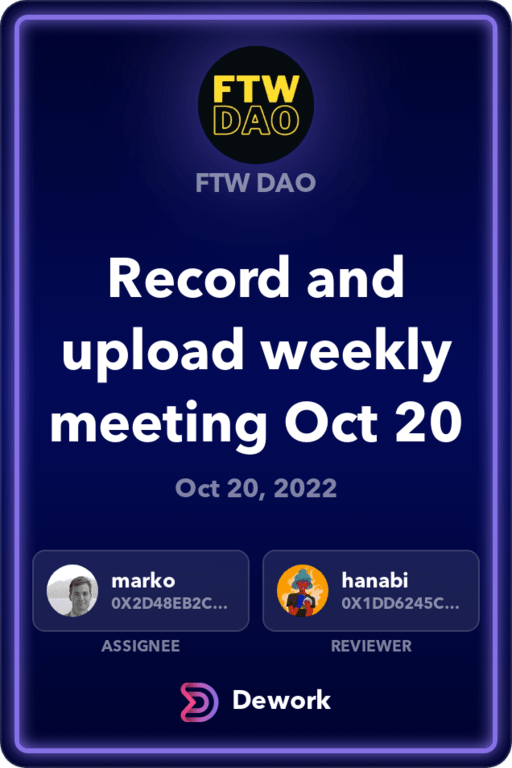 FTW
DAO
FTW DAO
Record and
upload weekly
meeting Oct 20
Oct 20, 2022
marko
0X2D48EB2C...
ASSIGNEE
hanabi
0X1DD6245C...
REVIEWER
Dework